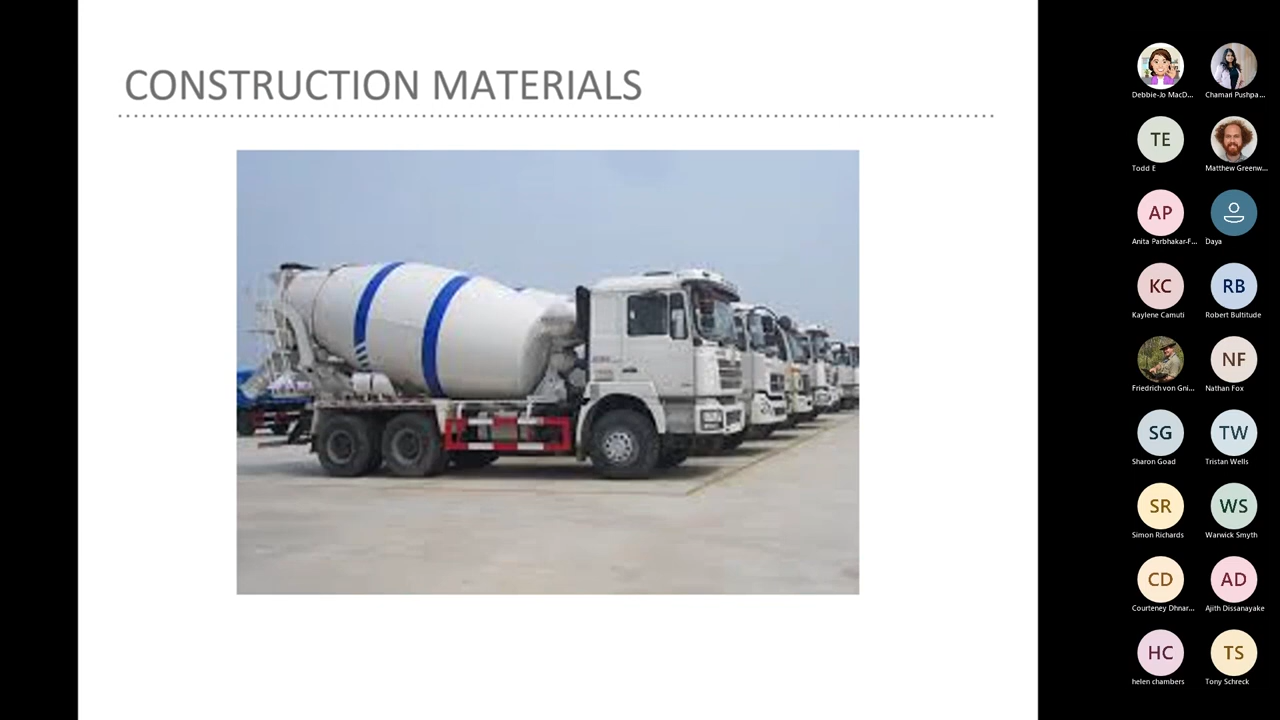 CONSTRUCTION MATERIALS
Debbie-Jo MacD...
Chamari Pushpa...
TE
Todd E
Matthew Greenw...
AP
Anita Parbhakar-F...
Daya
KC
Kaylene Camuti
RB
Robert Bultitude
Friedrich von Gni...
NF
Nathan Fox
SG
Sharon Goad
TW
Tristan Wells
SR
Simon Richards
WS
Warwick Smyth
CD
Courteney Dhnar...
AD
Ajith Dissanayake
HC
helen chambers
TS
Tony Schreck